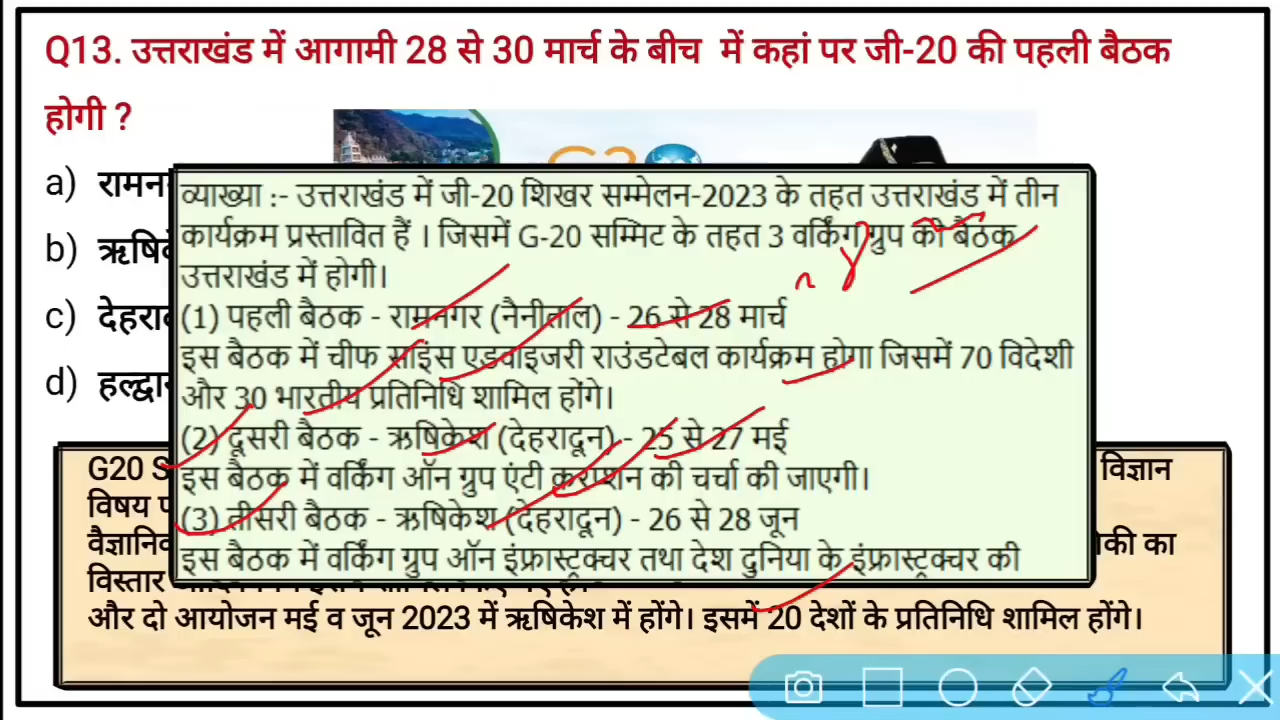 Q13. उत्तराखंड में आगामी 28 से 30 मार्च के बीच में कहां पर जी-20 की पहली बैठक
होगी ?
a)
b)
c)
d)
व्याख्या :- उत्तराखंड में जी-20 शिखर सम्मेलन-2023 के तहत उत्तराखंड में तीन
कार्यक्रम प्रस्तावित हैं । जिसमें G-20 सम्मिट के तहत 3 वर्किंग ग्रुप की बैठक
उत्तराखंड में होगी।
(1) पहली बैठक - रामनगर (नैनीताल) - 26 से 28 मार्च
इस बैठक में चीफ साइंस एडवाइजरी राउंडटेबल कार्यक्रम होगा जिसमें 70 विदेशी
और 30 भारतीय प्रतिनिधि शामिल होंगे।
(2) दूसरी बैठक - ऋषिकेश (देहरादून) - 25 से 27 मई
इस बैठक में वर्किंग ऑन ग्रुप एंटी करप्शन की चर्चा की जाएगी।
(3) तीसरी बैठक - ऋषिकेश (देहरादून) - 26 से 28 जून
इस बैठक में वर्किंग ग्रुप ऑन इंफ्रास्ट्रक्चर तथा देश दुनिया के इंफ्रास्ट्रक्चर की
G20 विज्ञान
विषय
का
विस्तार
और दो आयोजन मई व जून 2023 में ऋषिकेश में होंगे। इसमें 20 देशों के प्रतिनिधि शामिल होंगे।